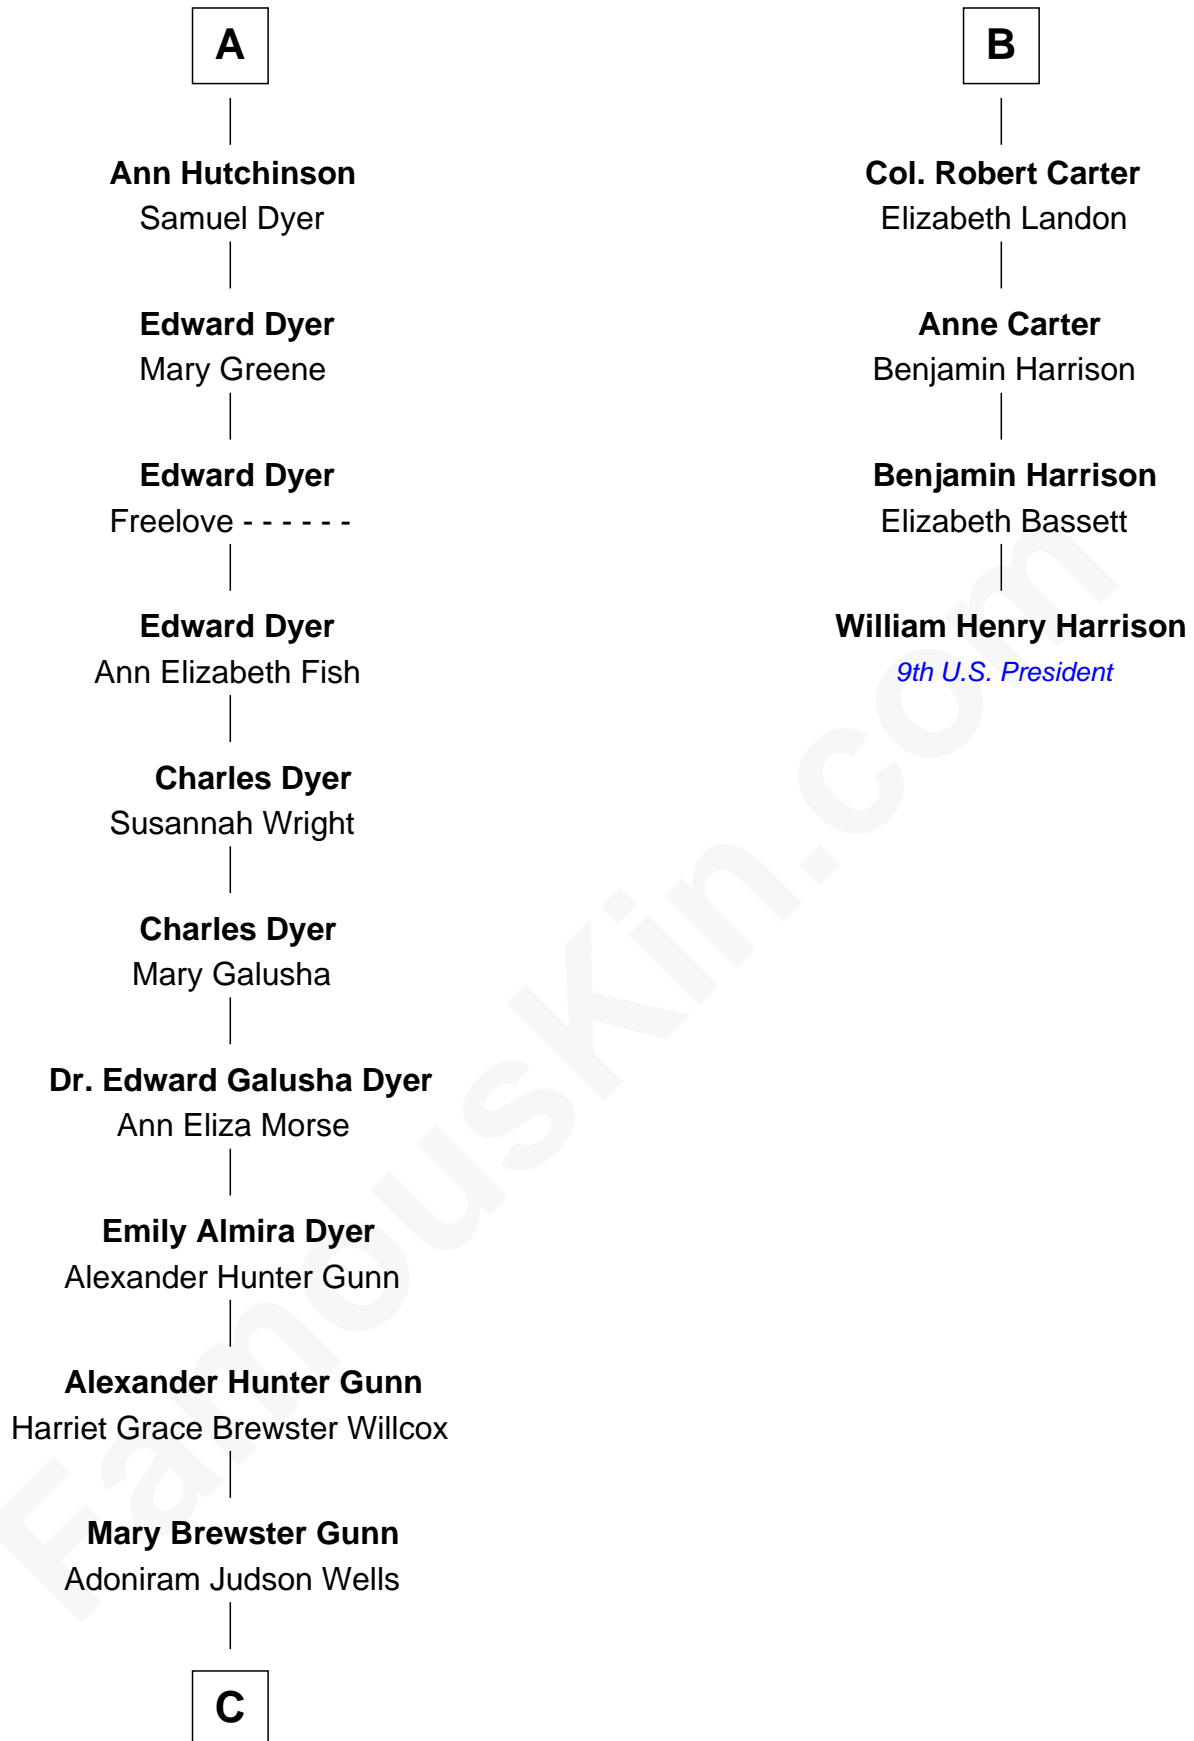 A
Ann Hutchinson
Samuel Dyer
Edward Dyer
Mary Greene
Edward Dyer
Freelove - - - - - -
Edward Dyer
Ann Elizabeth Fish
Charles Dyer
Susannah Wright
Charles Dyer
Mary Galusha
Dr. Edward Galusha Dyer
Ann Eliza Morse
Emily Almira Dyer
Alexander Hunter Gunn
Alexander Hunter Gunn
Harriet Grace Brewster Willcox
Mary Brewster Gunn
Adoniram Judson Wells
C
B
Col. Robert Carter
Elizabeth Landon
Anne Carter
Benjamin Harrison
Benjamin Harrison
Elizabeth Bassett
William Henry Harrison
9th U.S. President
FamousKin.com